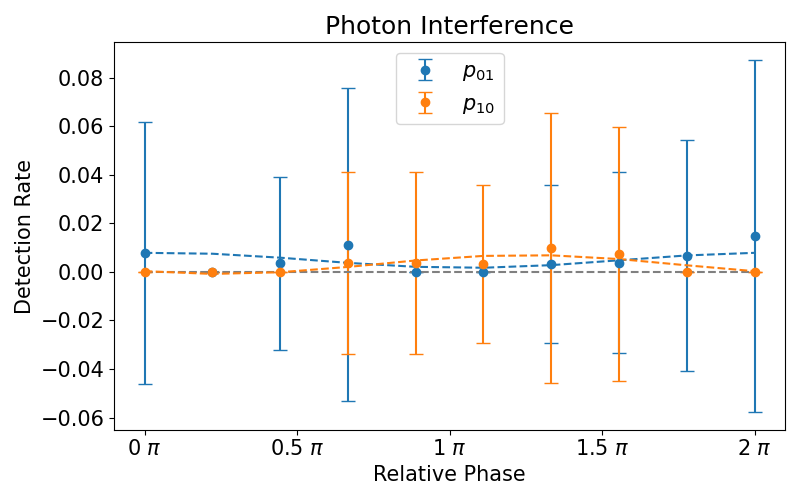 Photon Interference
p01
p10
Detection Rate
0.08
0.06
0.04
0.02
0.00
−0.02
−0.04
−0.06
0 π
0.5 π
1 π
1.5 π
2 π
Relative Phase